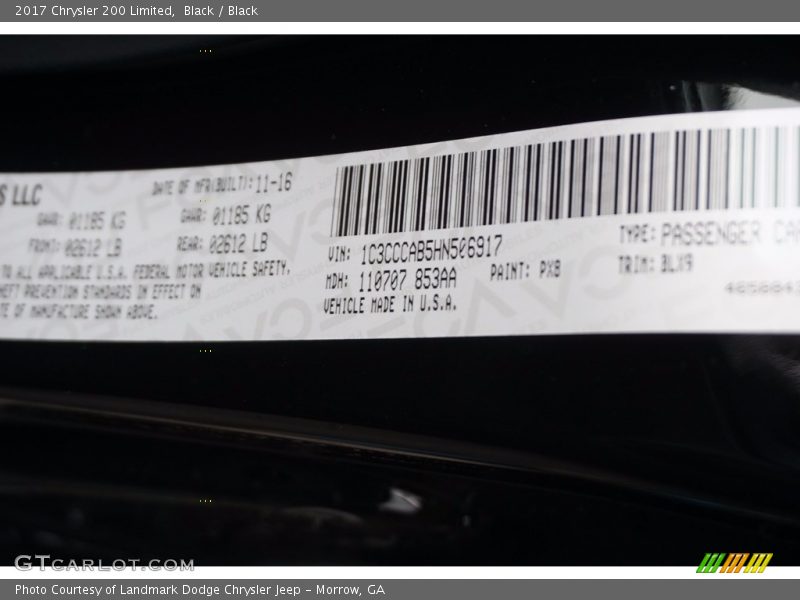 2017 Chrysler 200 Limited,  Black / Black
S LLC
DATE OF MFR(BUILT): 11-16
GAWR: 01185 KG GAWR: 01185 KG
FRONT: 02612 LB REAR: 02612 LB
TO ALL APPLICABLE U.S.A. FEDERAL MOTOR VEHICLE SAFETY,
HEFT PREVENTION STANDARDS IN EFFECT ON
TE OF MANUFACTURE SHOWN ABOVE.
VIN: 1C3CCCAB5HN506917 TYPE: PASSENGER CA
MDH: 110707 853AA PAINT: PX8 TRIM: BLX9
VEHICLE MADE IN U.S.A.
GTCARLOT.COM
Photo Courtesy of Landmark Dodge Chrysler Jeep – Morrow, GA